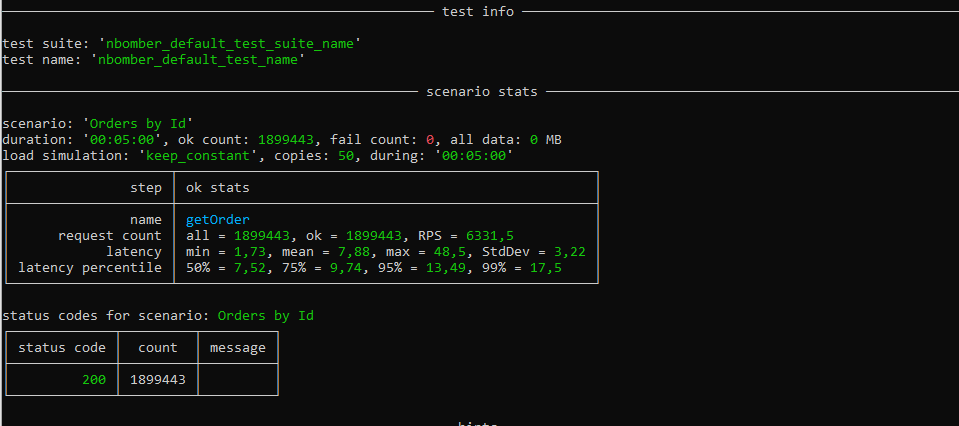 test info
test suite: 'nbomber_default_test_suite_name'
test name: 'nbomber_default_test_name'
scenario stats
scenario: 'Orders by Id'
duration: '00:05:00', ok count: 1899443, fail count: 0, all data: 0 MB
load simulation: 'keep_constant', copies: 50, during: '00:05:00'
step ok stats
name getOrder
request count all = 1899443, ok = 1899443, RPS = 6331,5
latency min = 1,73, mean = 7,88, max = 48,5, StdDev = 3,22
latency percentile 50% = 7,52, 75% = 9,74, 95% = 13,49, 99% = 17,5
status codes for scenario: Orders by Id
status code count message
200 1899443